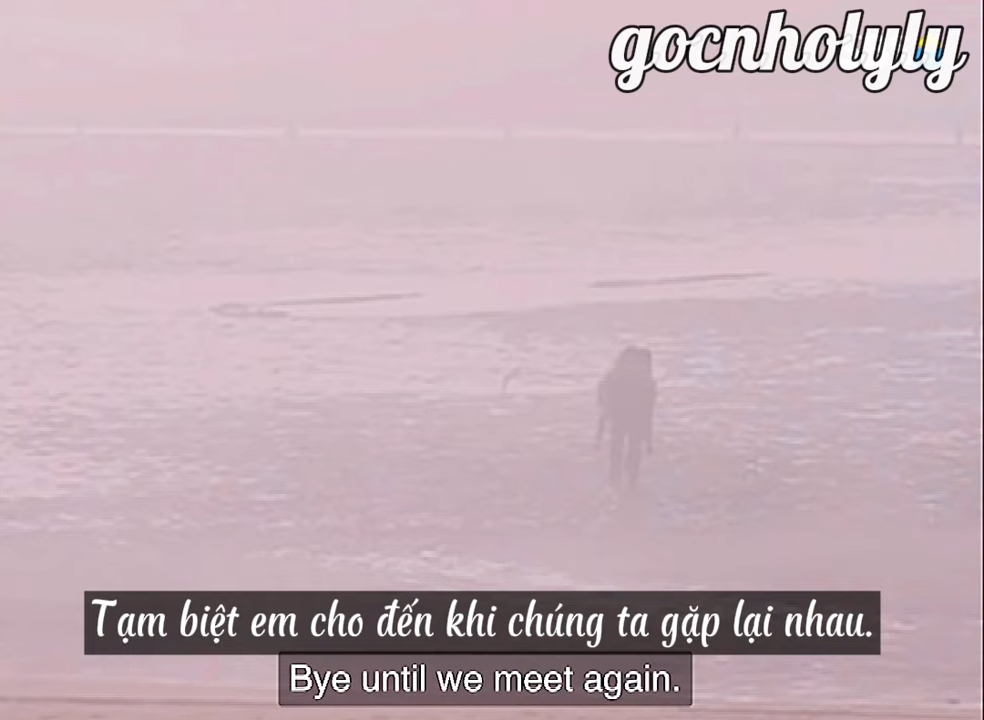 gocnholyly
Tạm biệt em cho đến khi chúng ta gặp lại nhau.
Bye until we meet again.